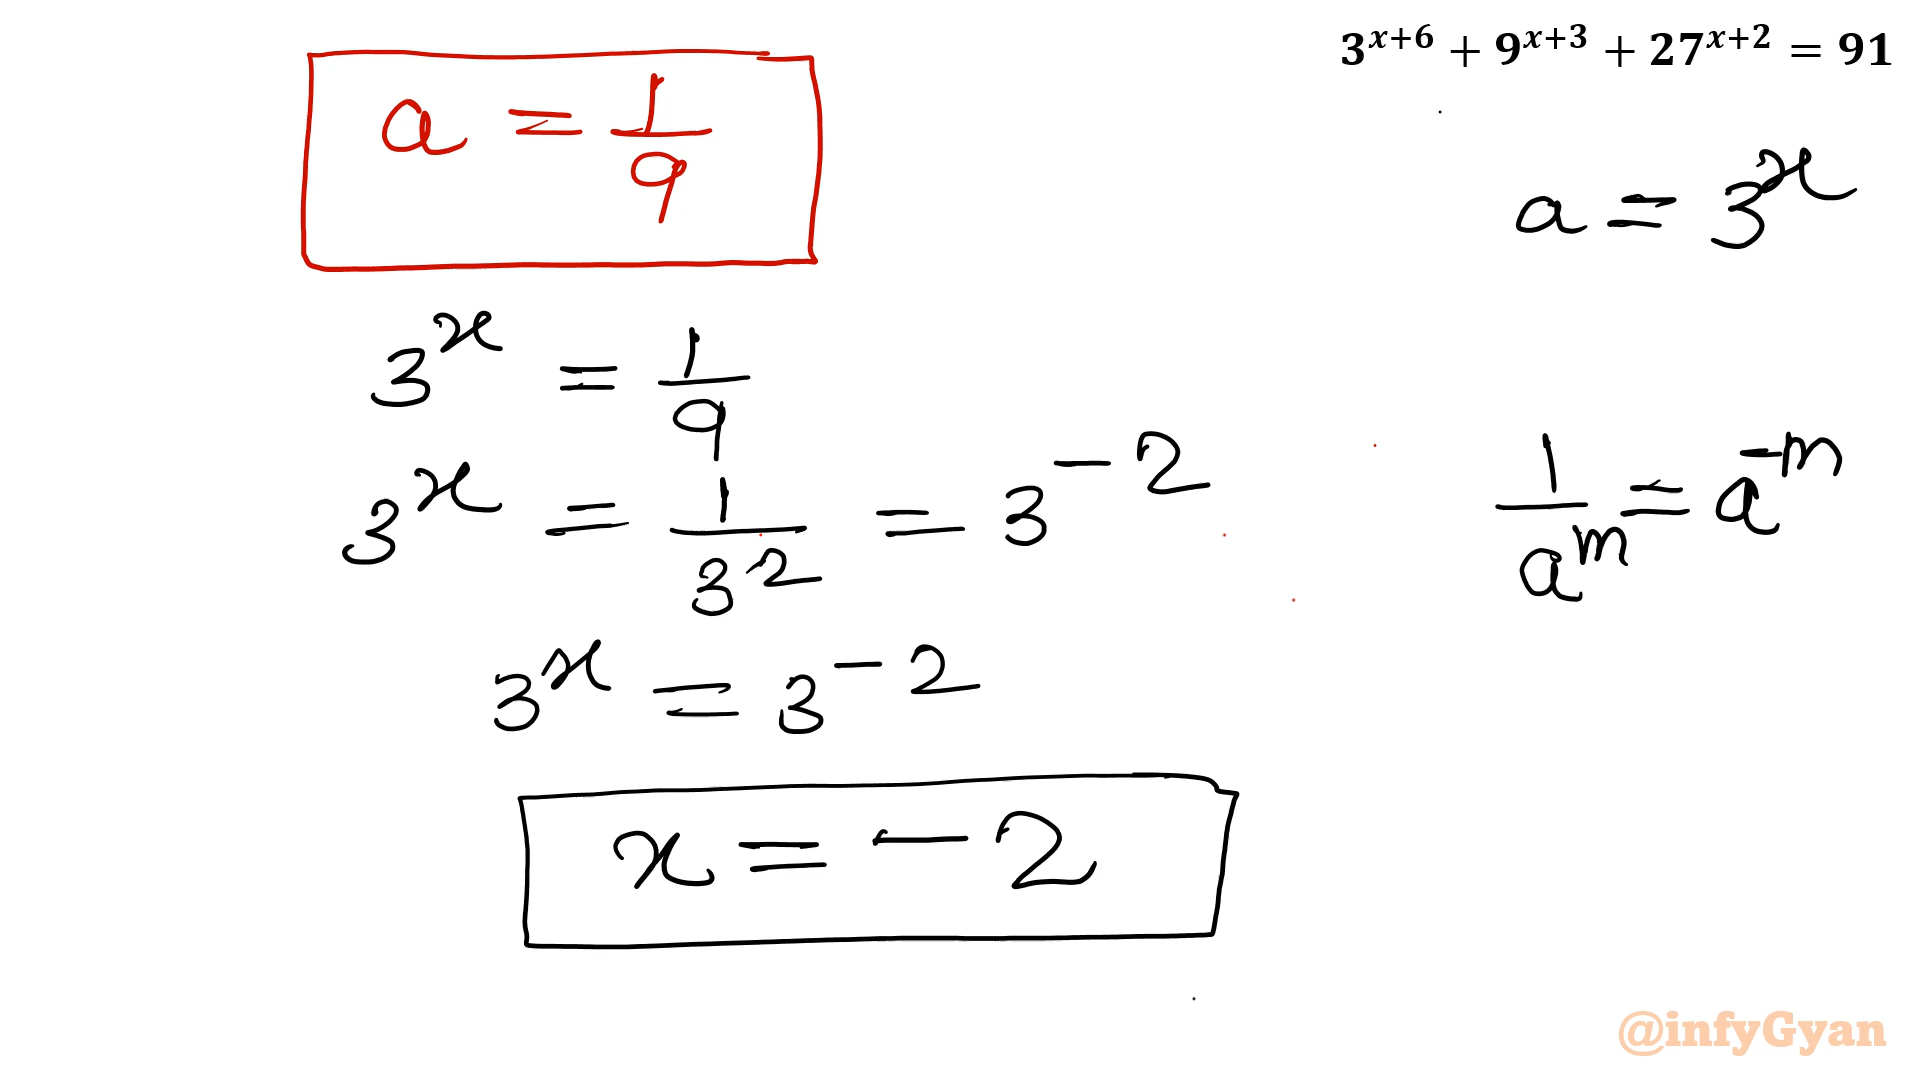 3^{x+6} + 9^{x+3} + 27^{x+2} = 91
a = 1/9
a = 3^x
3^x = 1/9
3^x = 1/3^2 = 3^{-2}
1/a^m = a^{-m}
3^x = 3^{-2}
x = -2
@infyGyan